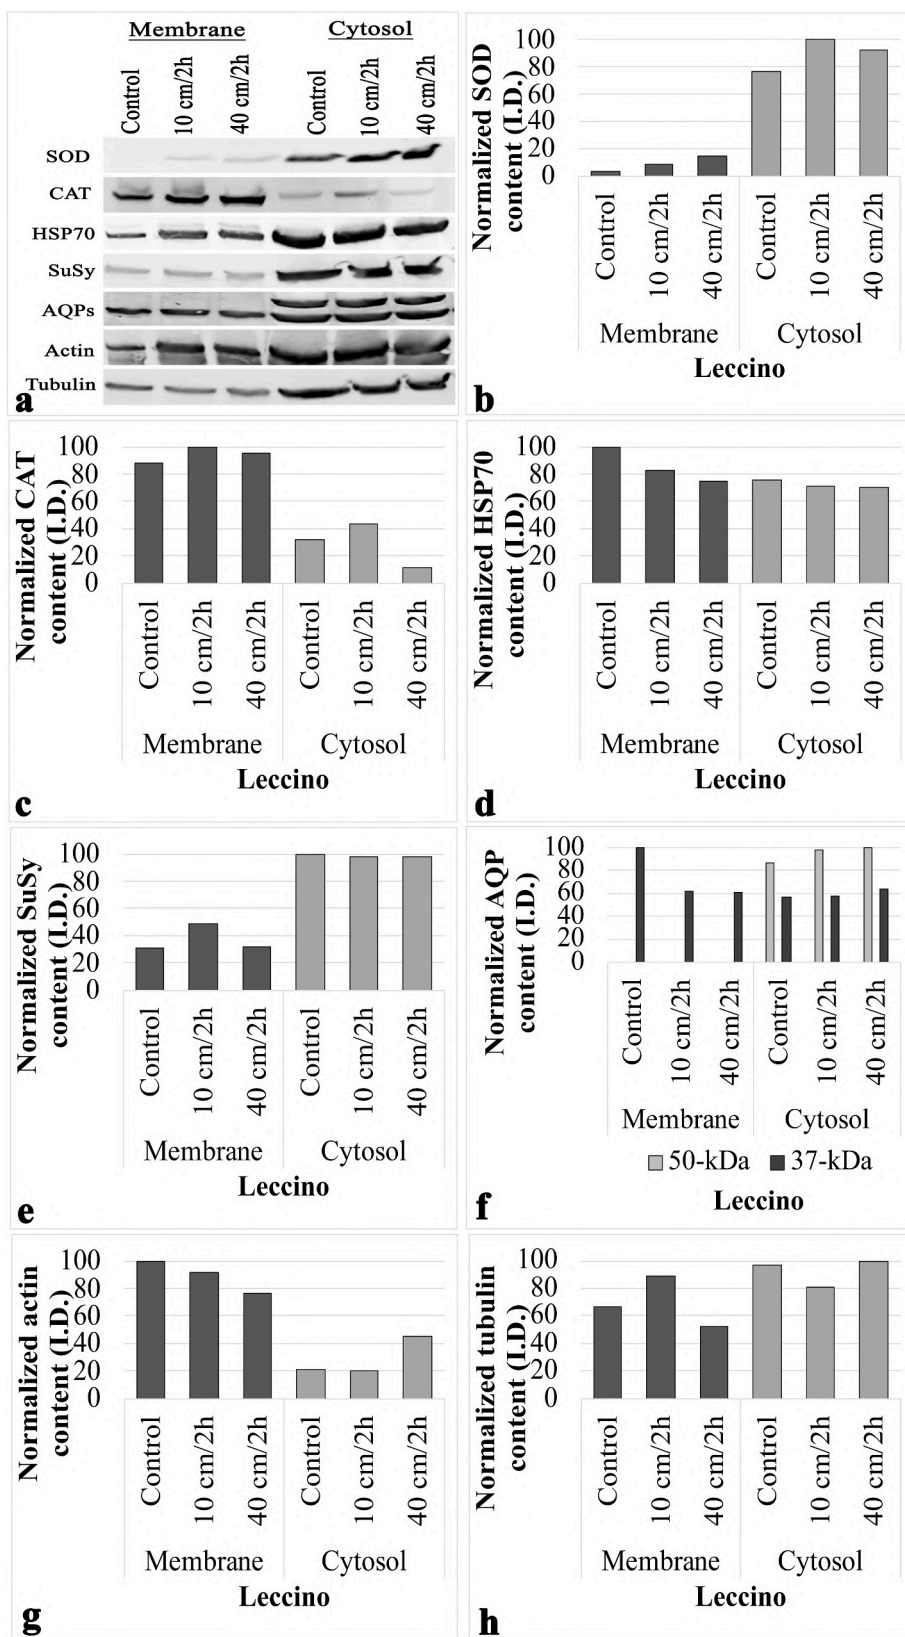 Membrane Cytosol
Control 10 cm/2h 40 cm/2h Control 10 cm/2h 40 cm/2h
SOD
CAT
HSP70
SuSy
AQPs
Actin
Tubulin
a
Normalized SOD
content (I.D.)
100
80
60
40
20
0
Control 10 cm/2h 40 cm/2h Control 10 cm/2h 40 cm/2h
Membrane Cytosol
Leccino
b
Normalized CAT
content (I.D.)
100
80
60
40
20
0
Control 10 cm/2h 40 cm/2h Control 10 cm/2h 40 cm/2h
Membrane Cytosol
Leccino
c
Normalized HSP70
content (I.D.)
100
80
60
40
20
0
Control 10 cm/2h 40 cm/2h Control 10 cm/2h 40 cm/2h
Membrane Cytosol
Leccino
d
Normalized SuSy
content (I.D.)
100
80
60
40
20
0
Control 10 cm/2h 40 cm/2h Control 10 cm/2h 40 cm/2h
Membrane Cytosol
Leccino
e
Normalized AQP
content (I.D.)
100
80
60
40
20
0
Control 10 cm/2h 40 cm/2h Control 10 cm/2h 40 cm/2h
Membrane Cytosol
50-kDa 37-kDa
Leccino
f
Normalized actin
content (I.D.)
100
80
60
40
20
0
Control 10 cm/2h 40 cm/2h Control 10 cm/2h 40 cm/2h
Membrane Cytosol
Leccino
g
Normalized tubulin
content (I.D.)
100
80
60
40
20
0
Control 10 cm/2h 40 cm/2h Control 10 cm/2h 40 cm/2h
Membrane Cytosol
Leccino
h